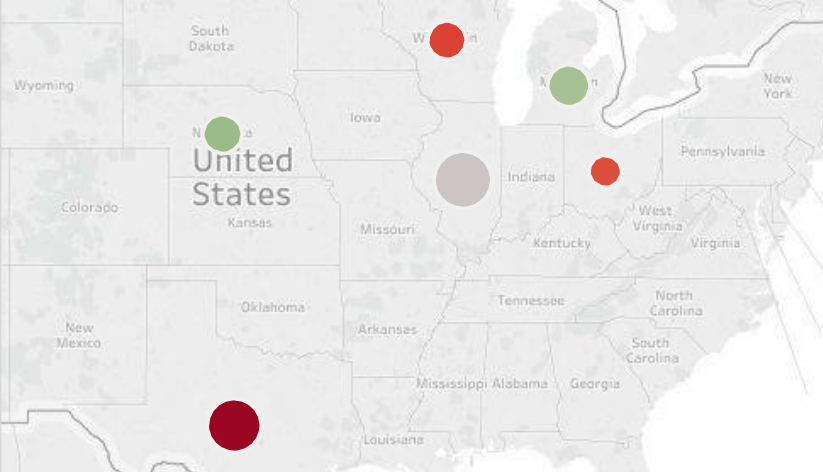 South
Dakota
Wyoming
New
York
Iowa
United
States
Pennsylvania
Indiana
Colorado
Kansas
Missouri
West
Virginia
Kentucky
Virginia
Oklahoma
Tennessee
North
Carolina
New
Mexico
Arkansas
South
Carolina
Mississippi
Alabama
Georgia
Louisiana